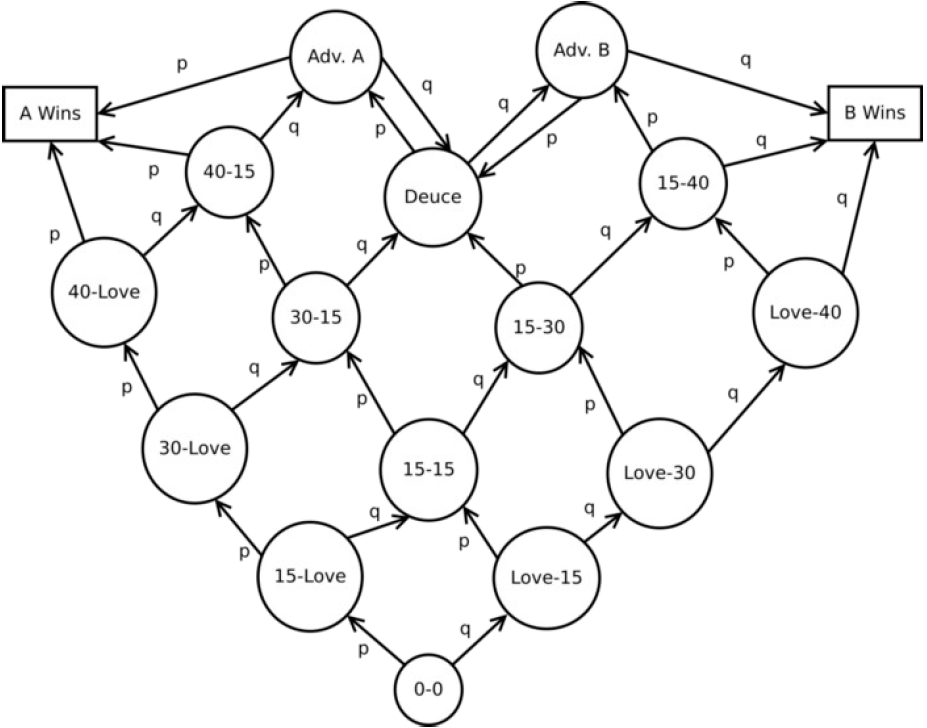 Adv. A
Adv. B
p
q
q
A Wins
B Wins
q
p
q
p
p
p
q
40-15
15-40
Deuce
p
q
q
q
q
p
p
p
40-Love
Love-40
30-15
15-30
q
q
q
p
p
p
30-Love
15-15
Love-30
q
q
p
p
15-Love
Love-15
q
p
0-0